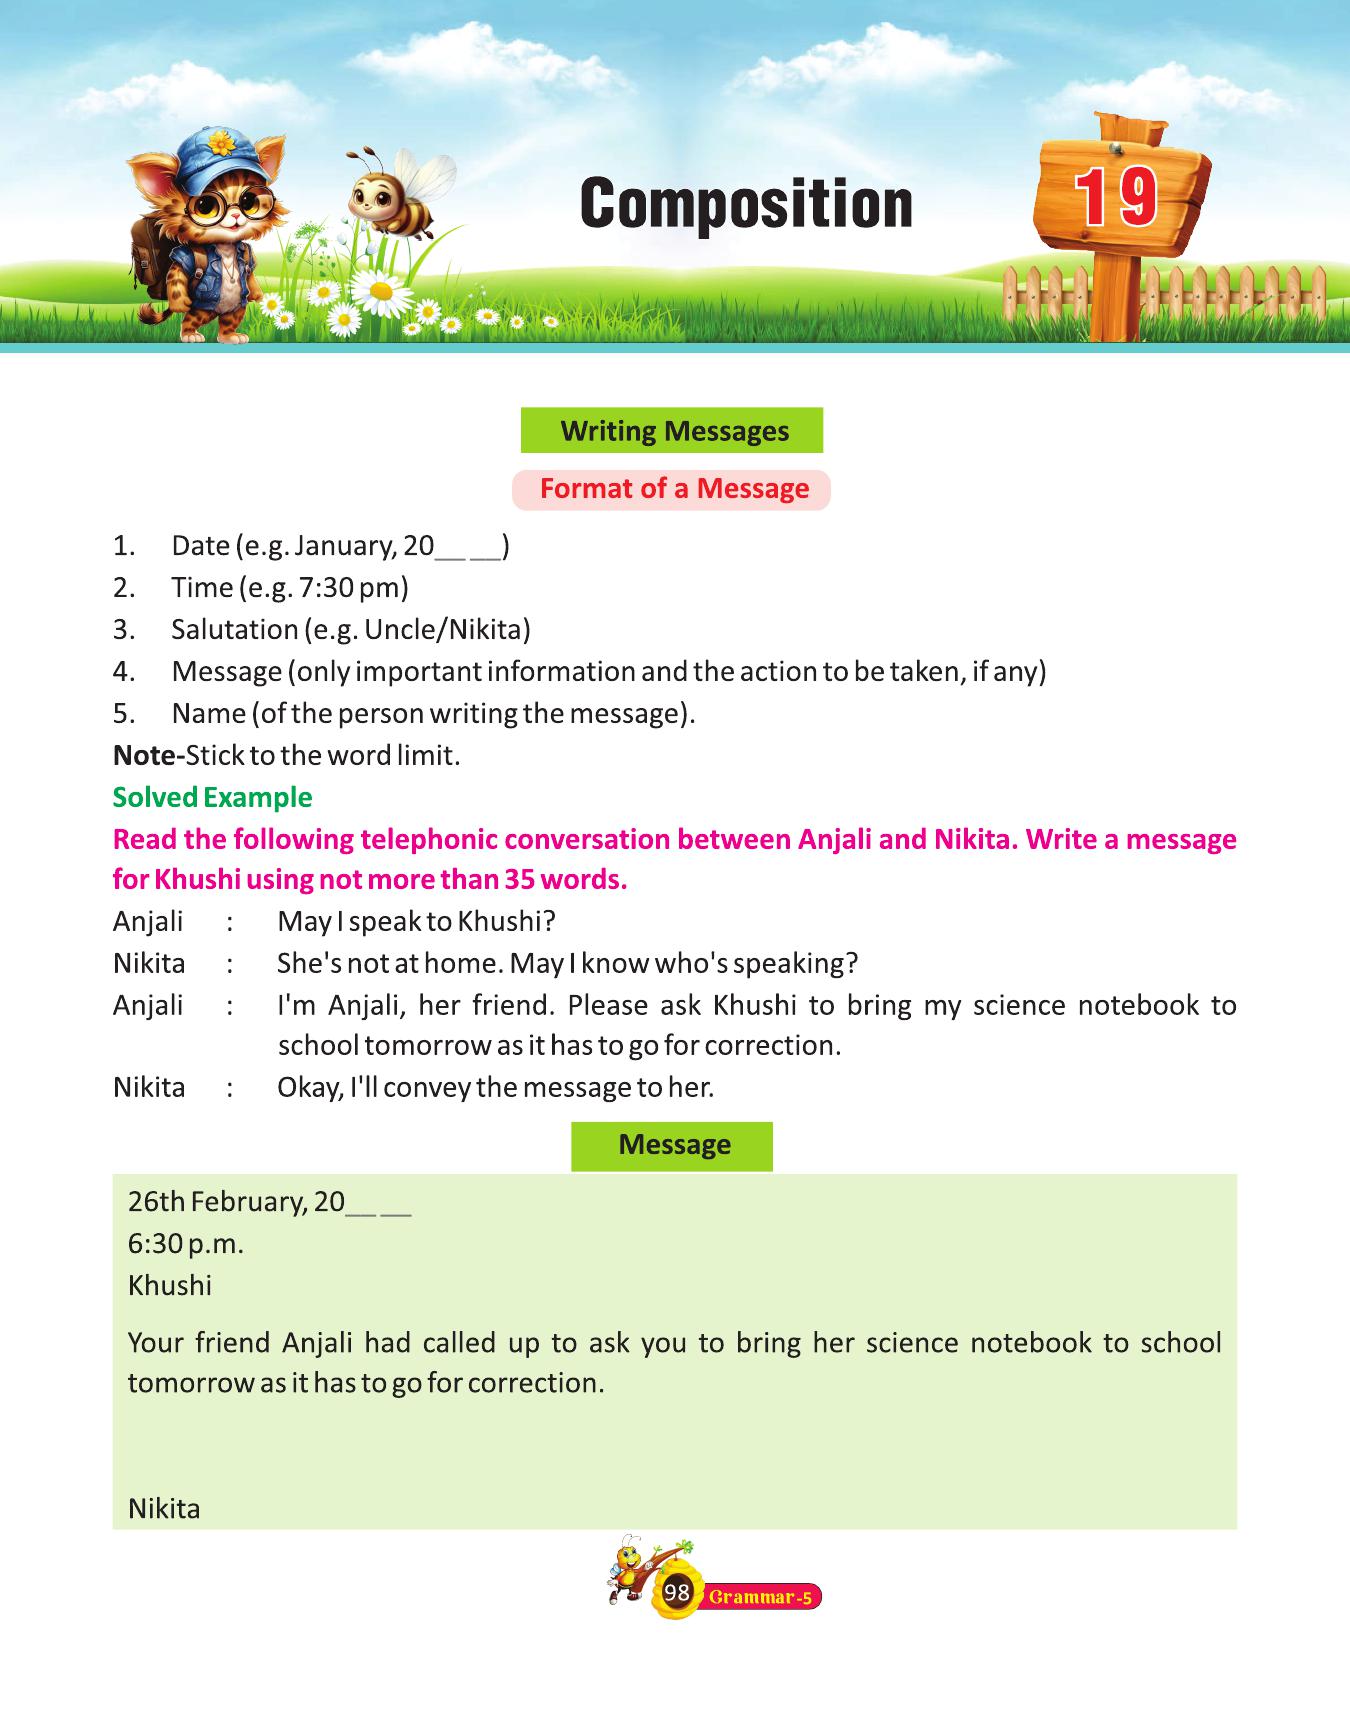 Composition
19
Writing Messages
Format of a Message
1. Date (e.g. January, 20__ __)
2. Time (e.g. 7:30 pm)
3. Salutation (e.g. Uncle/Nikita)
4. Message (only important information and the action to be taken, if any)
5. Name (of the person writing the message).
Note-Stick to the word limit.
Solved Example
Read the following telephonic conversation between Anjali and Nikita. Write a message
for Khushi using not more than 35 words.
Anjali : May I speak to Khushi?
Nikita : She's not at home. May I know who's speaking?
Anjali : I'm Anjali, her friend. Please ask Khushi to bring my science notebook to
school tomorrow as it has to go for correction.
Nikita : Okay, I'll convey the message to her.
Message
26th February, 20__ __
6:30 p.m.
Khushi
Your friend Anjali had called up to ask you to bring her science notebook to school
tomorrow as it has to go for correction.
Nikita
98 Grammar-5